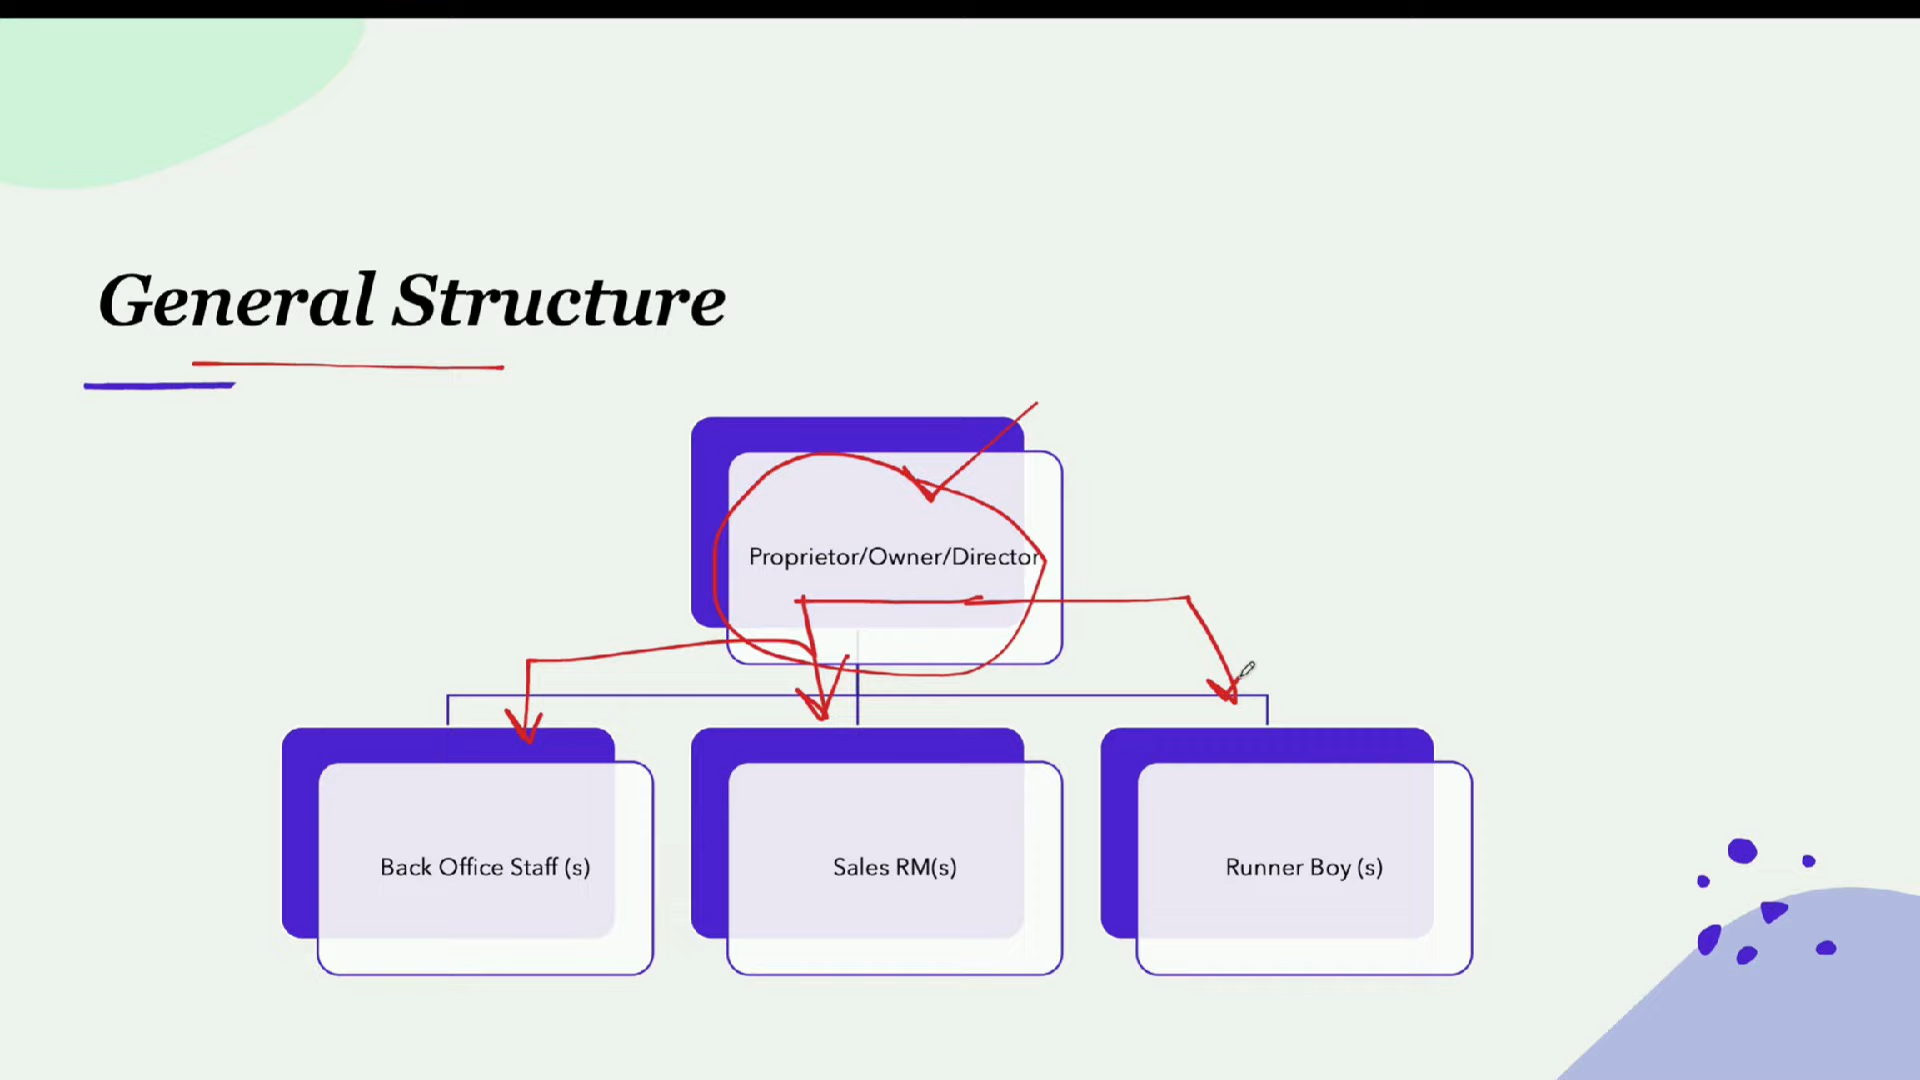 General Structure
Proprietor/Owner/Director
Back Office Staff (s)
Sales RM(s)
Runner Boy (s)